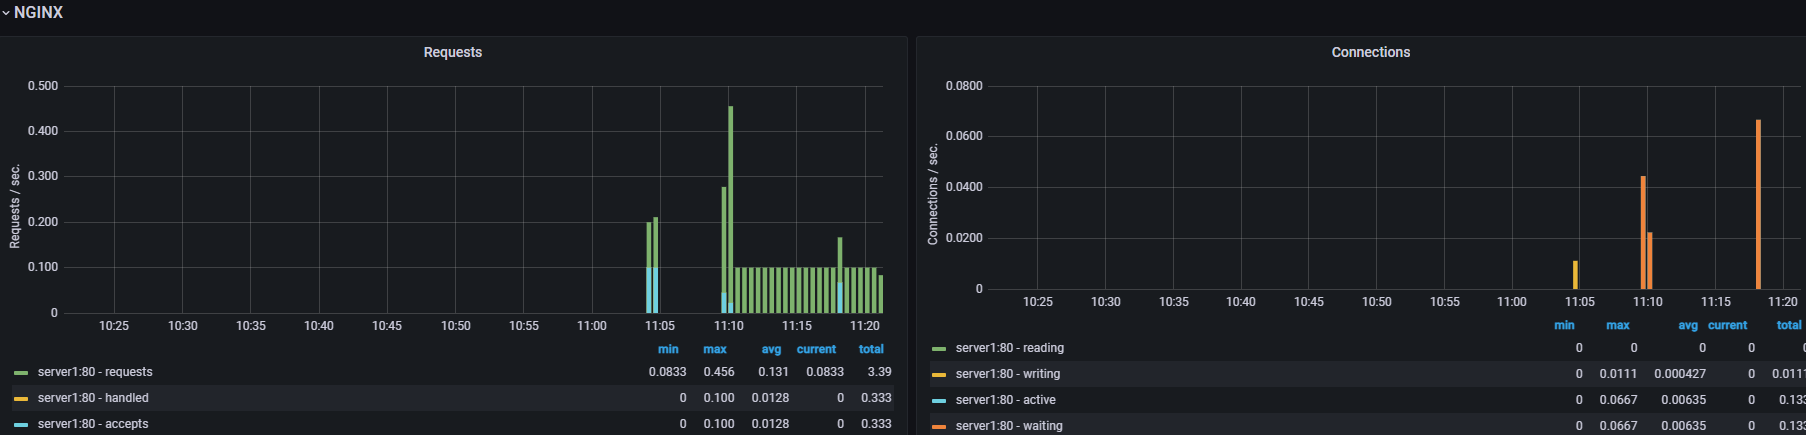 NGINX
Requests
Requests / sec.
0.500
0.400
0.300
0.200
0.100
0
10:25 10:30 10:35 10:40 10:45 10:50 10:55 11:00 11:05 11:10 11:15 11:20
min max avg current total
server1:80 - requests 0.0833 0.456 0.131 0.0833 3.39
server1:80 - handled 0 0.100 0.0128 0 0.333
server1:80 - accepts 0 0.100 0.0128 0 0.333
Connections
Connections / sec.
0.0800
0.0600
0.0400
0.0200
0
10:25 10:30 10:35 10:40 10:45 10:50 10:55 11:00 11:05 11:10 11:15 11:20
min max avg current total
server1:80 - reading 0 0 0 0
server1:80 - writing 0 0.0111 0.000427 0 0.0111
server1:80 - active 0 0.0667 0.00635 0 0.133
server1:80 - waiting 0 0.0667 0.00635 0 0.133